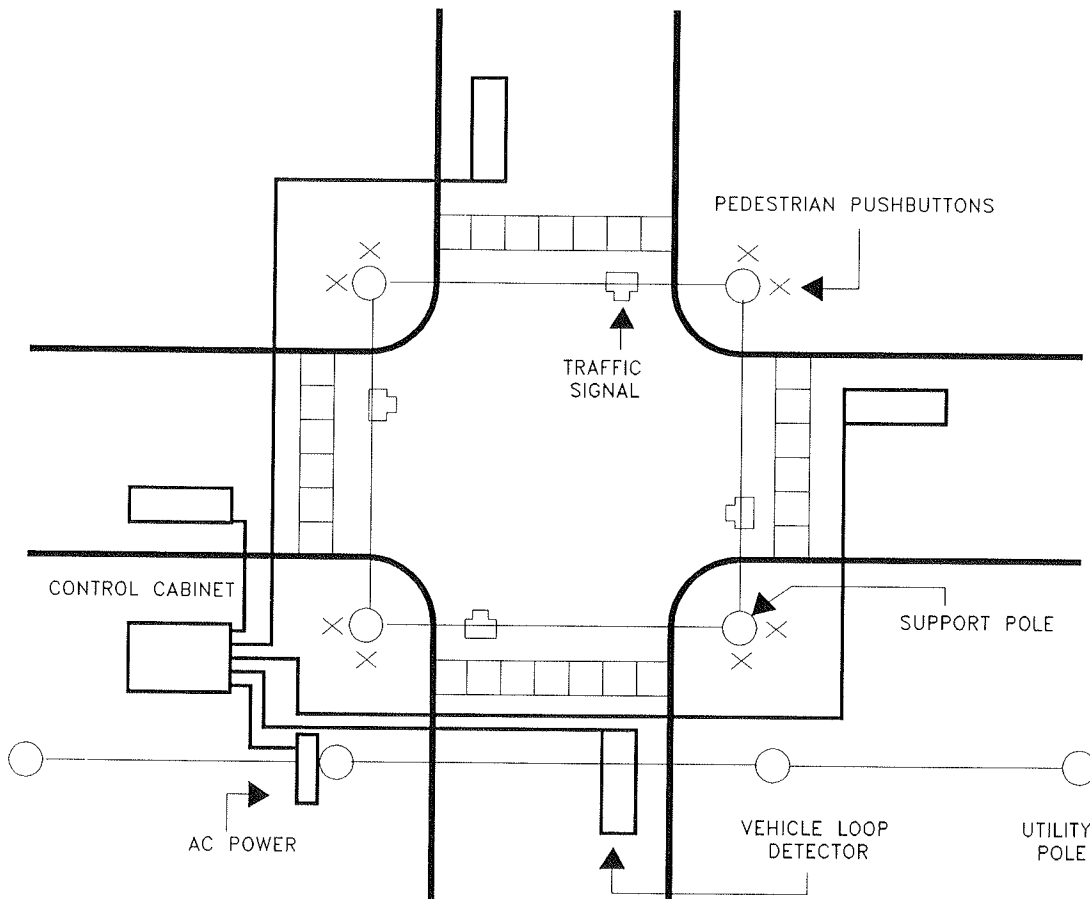 PEDESTRIAN PUSHBUTTONS
TRAFFIC
SIGNAL
CONTROL CABINET
SUPPORT POLE
AC POWER
VEHICLE LOOP
DETECTOR
UTILITY
POLE